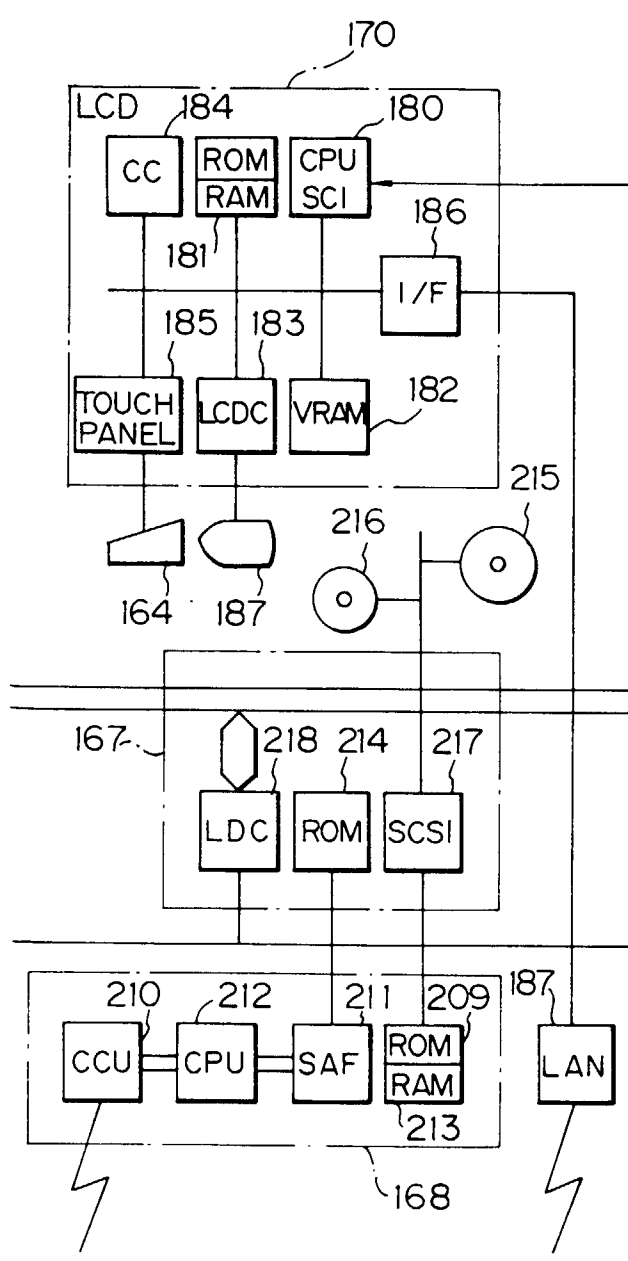 170
LCD
184
180
CC
ROM
RAM
CPU
SCI
181
186
I/F
185
183
TOUCH
PANEL
LCDC
VRAM
182
164
187
216
215
167
218
214
217
LDC
ROM
SCSI
210
212
211
209
187
CCU
CPU
SAF
ROM
RAM
LAN
213
168